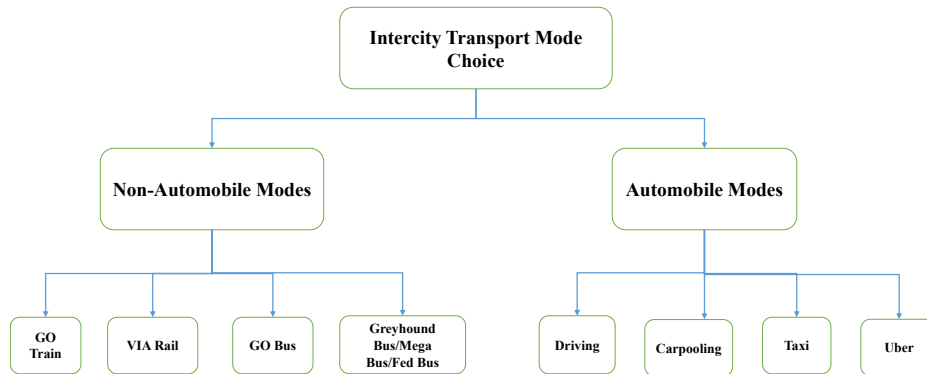 Intercity Transport Mode
Choice
Non-Automobile Modes
Automobile Modes
GO
Train
VIA Rail
GO Bus
Greyhound
Bus/Mega
Bus/Fed Bus
Driving
Carpooling
Taxi
Uber